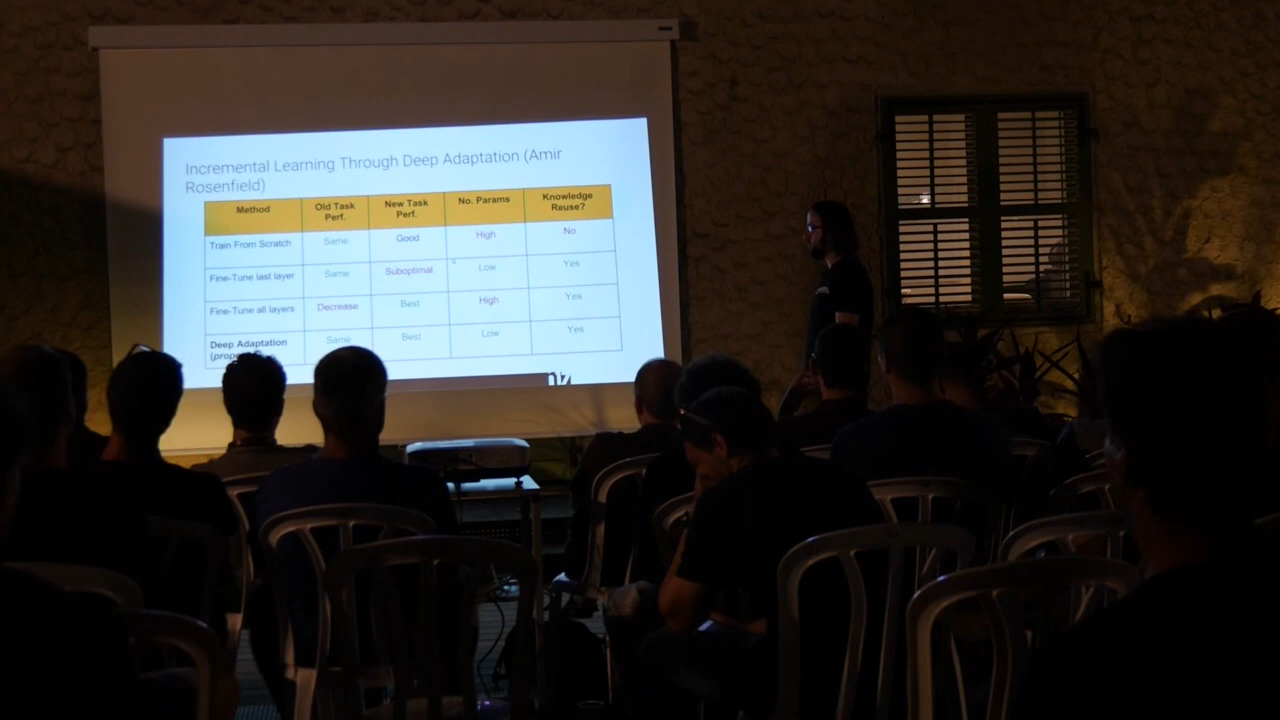 Incremental Learning Through Deep Adaptation (Amir
Rosenfield)
Method Old Task Perf. New Task Perf. No. Params Knowledge Reuse?
Train From Scratch Same Good High No
Fine-Tune last layer Same Suboptimal Low Yes
Fine-Tune all layers Decrease Best High Yes
Deep Adaptation Same Best Low Yes